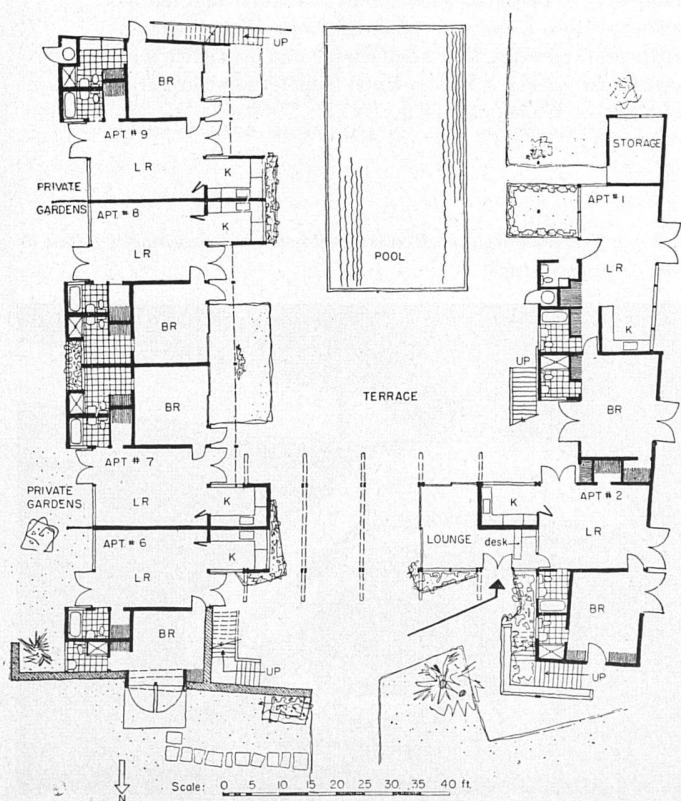 UP
BR
APT # 9
LR
K
PRIVATE
GARDENS
APT. # 8
K
LR
BR
BR
APT # 7
LR
K
PRIVATE
GARDENS
APT. # 6
LR
K
BR
UP
POOL
TERRACE
STORAGE
APT # 1
LR
K
UP
BR
APT # 2
K
LOUNGE
desk
LR
BR
UP
N
Scale: 0 5 10 15 20 25 30 35 40 ft.